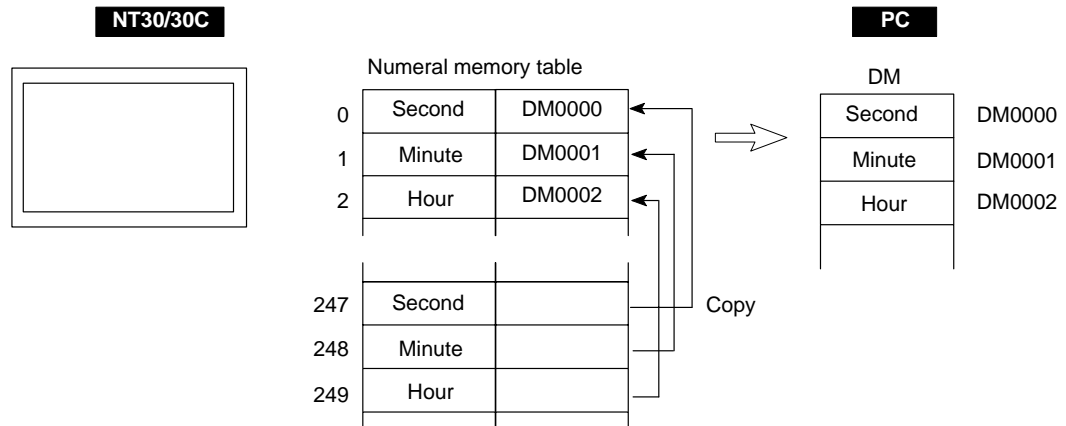 NT30/30C
PC
Numeral memory table
DM
0 Second DM0000
1 Minute DM0001
2 Hour DM0002
Second DM0000
Minute DM0001
Hour DM0002
247 Second
248 Minute
249 Hour
Copy